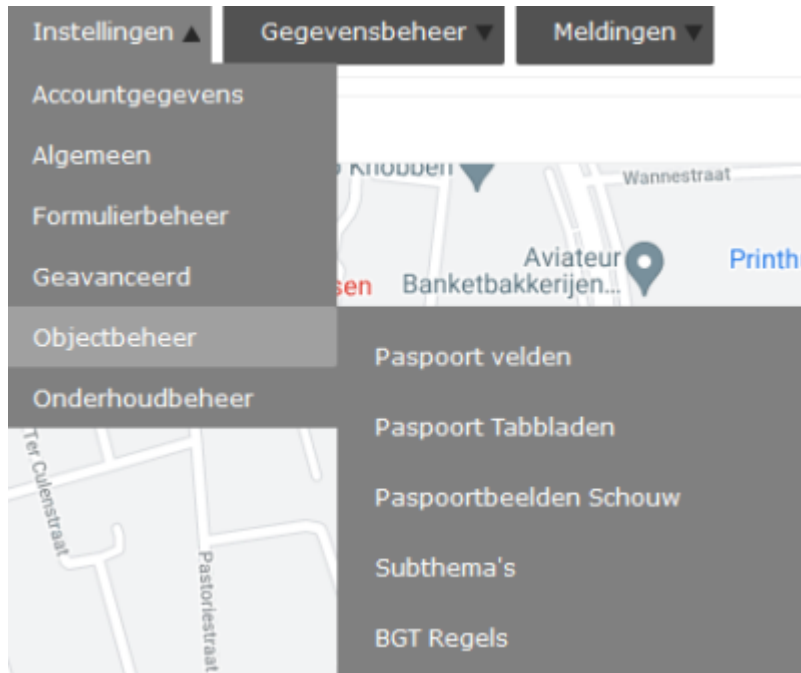 Instellingen ▲ Gegevensbeheer ▼ Meldingen ▼
Accountgegevens
Algemeen
Knobben
Wannestraat
Formulierbeheer
Aviateur
Banketbakkerijen...
Geavanceerd
Objectbeheer
Paspoort velden
Onderhoudbeheer
Paspoort Tabbladen
Paspoortbeelden Schouw
Subthema's
BGT Regels
Ter Culenstraat
Pastoriestraat